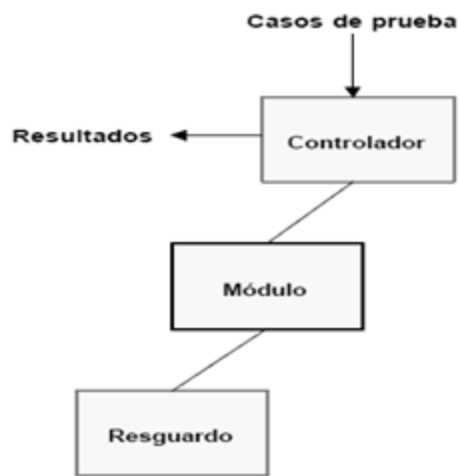 Casos de prueba
Resultados
Controlador
Módulo
Resguardo